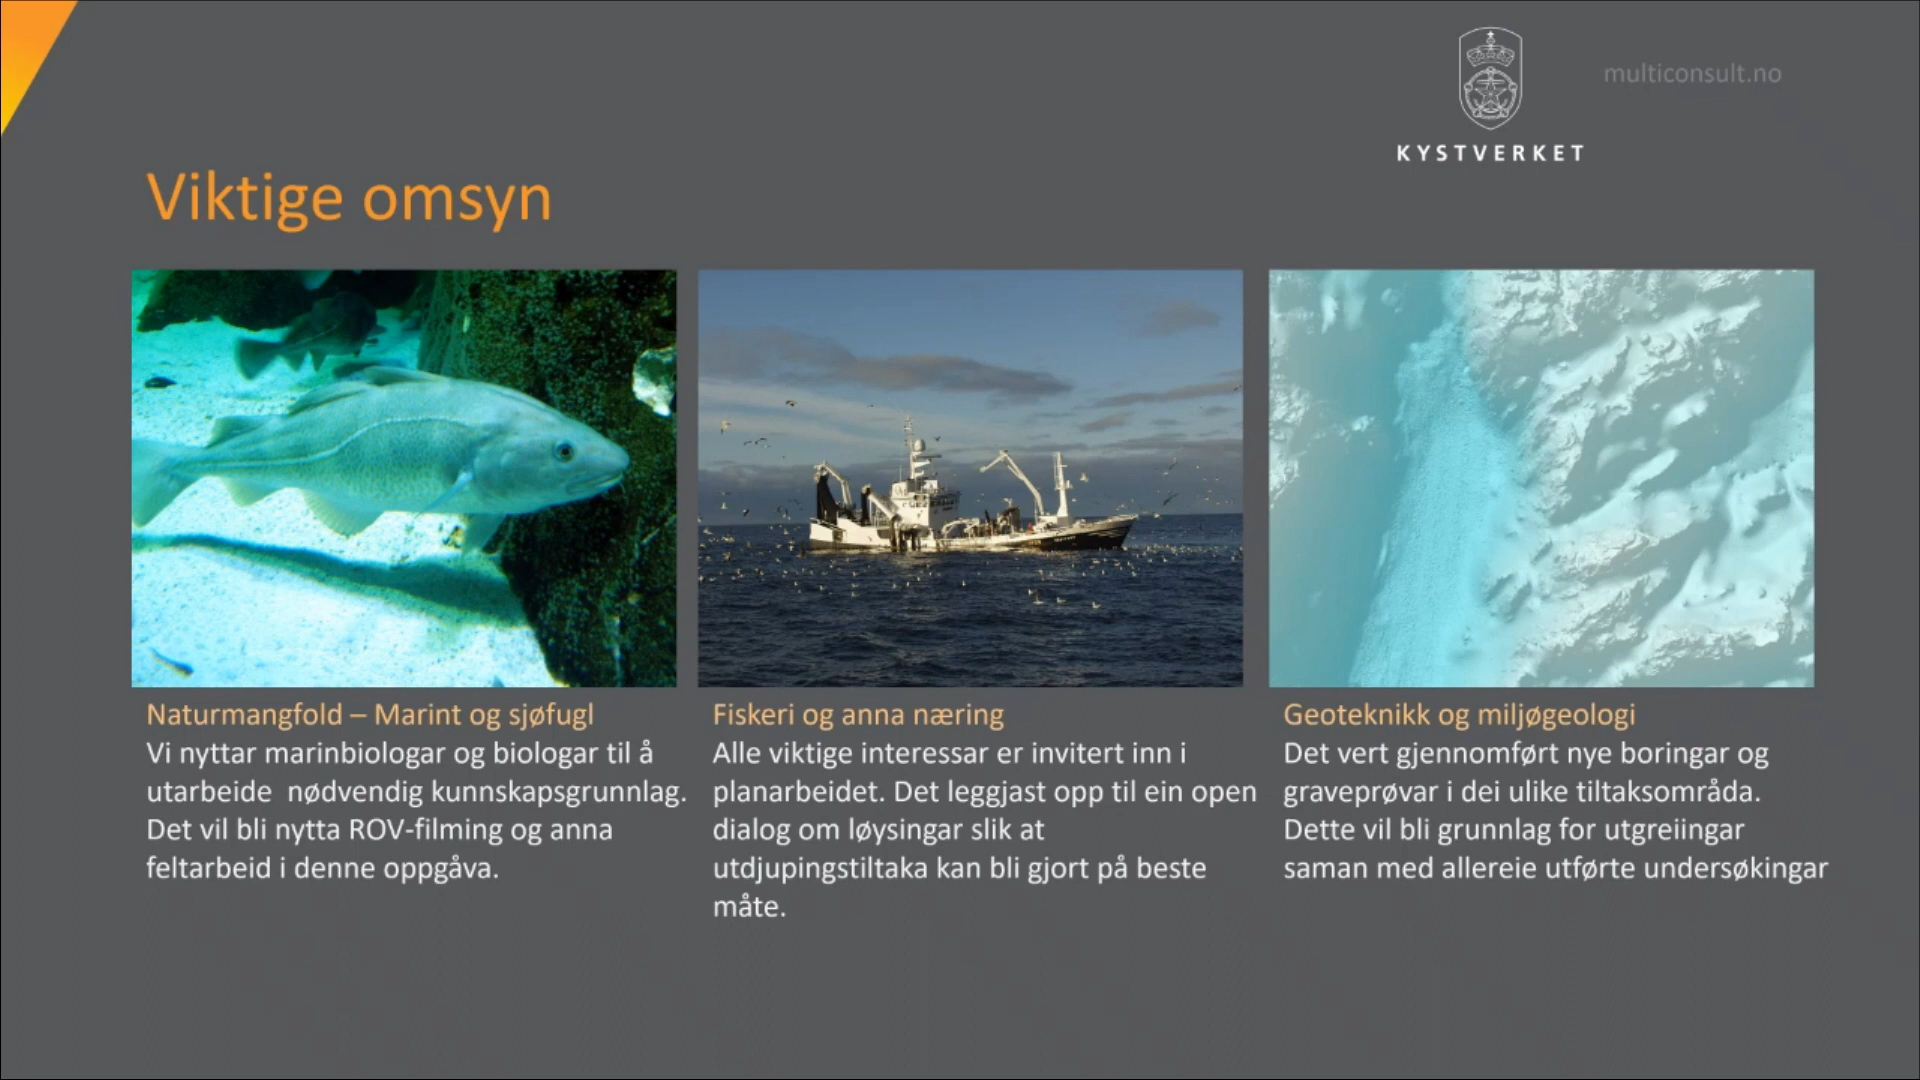 multiconsult.no
KYSTVERKET
Viktige omsyn
Naturmangfold – Marint og sjøfugl
Vi nyttar marinbiologar og biologar til å
utarbeide  nødvendig kunnskapsgrunnlag.
Det vil bli nytta ROV-filming og anna
feltarbeid i denne oppgåva.
Fiskeri og anna næring
Alle viktige interessar er invitert inn i
planarbeidet. Det leggjast opp til ein open
dialog om løysingar slik at
utdjupingstiltaka kan bli gjort på beste
måte.
Geoteknikk og miljøgeologi
Det vert gjennomført nye boringar og
graveprøvar i dei ulike tiltaksområda.
Dette vil bli grunnlag for utgreiingar
saman med allereie utførte undersøkingar